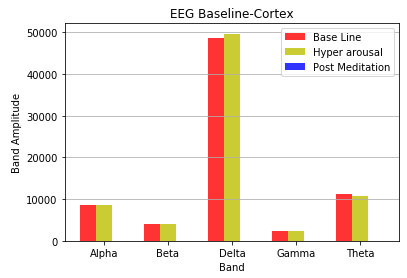 EEG Baseline-Cortex
Base Line
Hyper arousal
Post Meditation
Band Amplitude
50000
40000
30000
20000
10000
0
Alpha Beta Delta Gamma Theta
Band